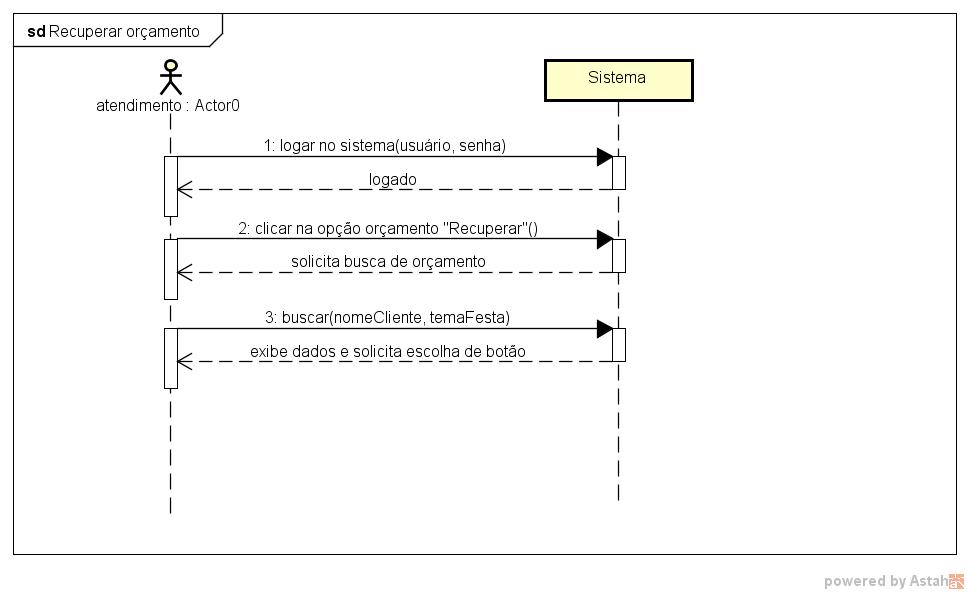 sd Recuperar orçamento
atendimento : Actor0
Sistema
1: logar no sistema(usuário, senha)
logado
2: clicar na opção orçamento "Recuperar"()
solicita busca de orçamento
3: buscar(nomeCliente, temaFesta)
exibe dados e solicita escolha de botão
powered by Astah